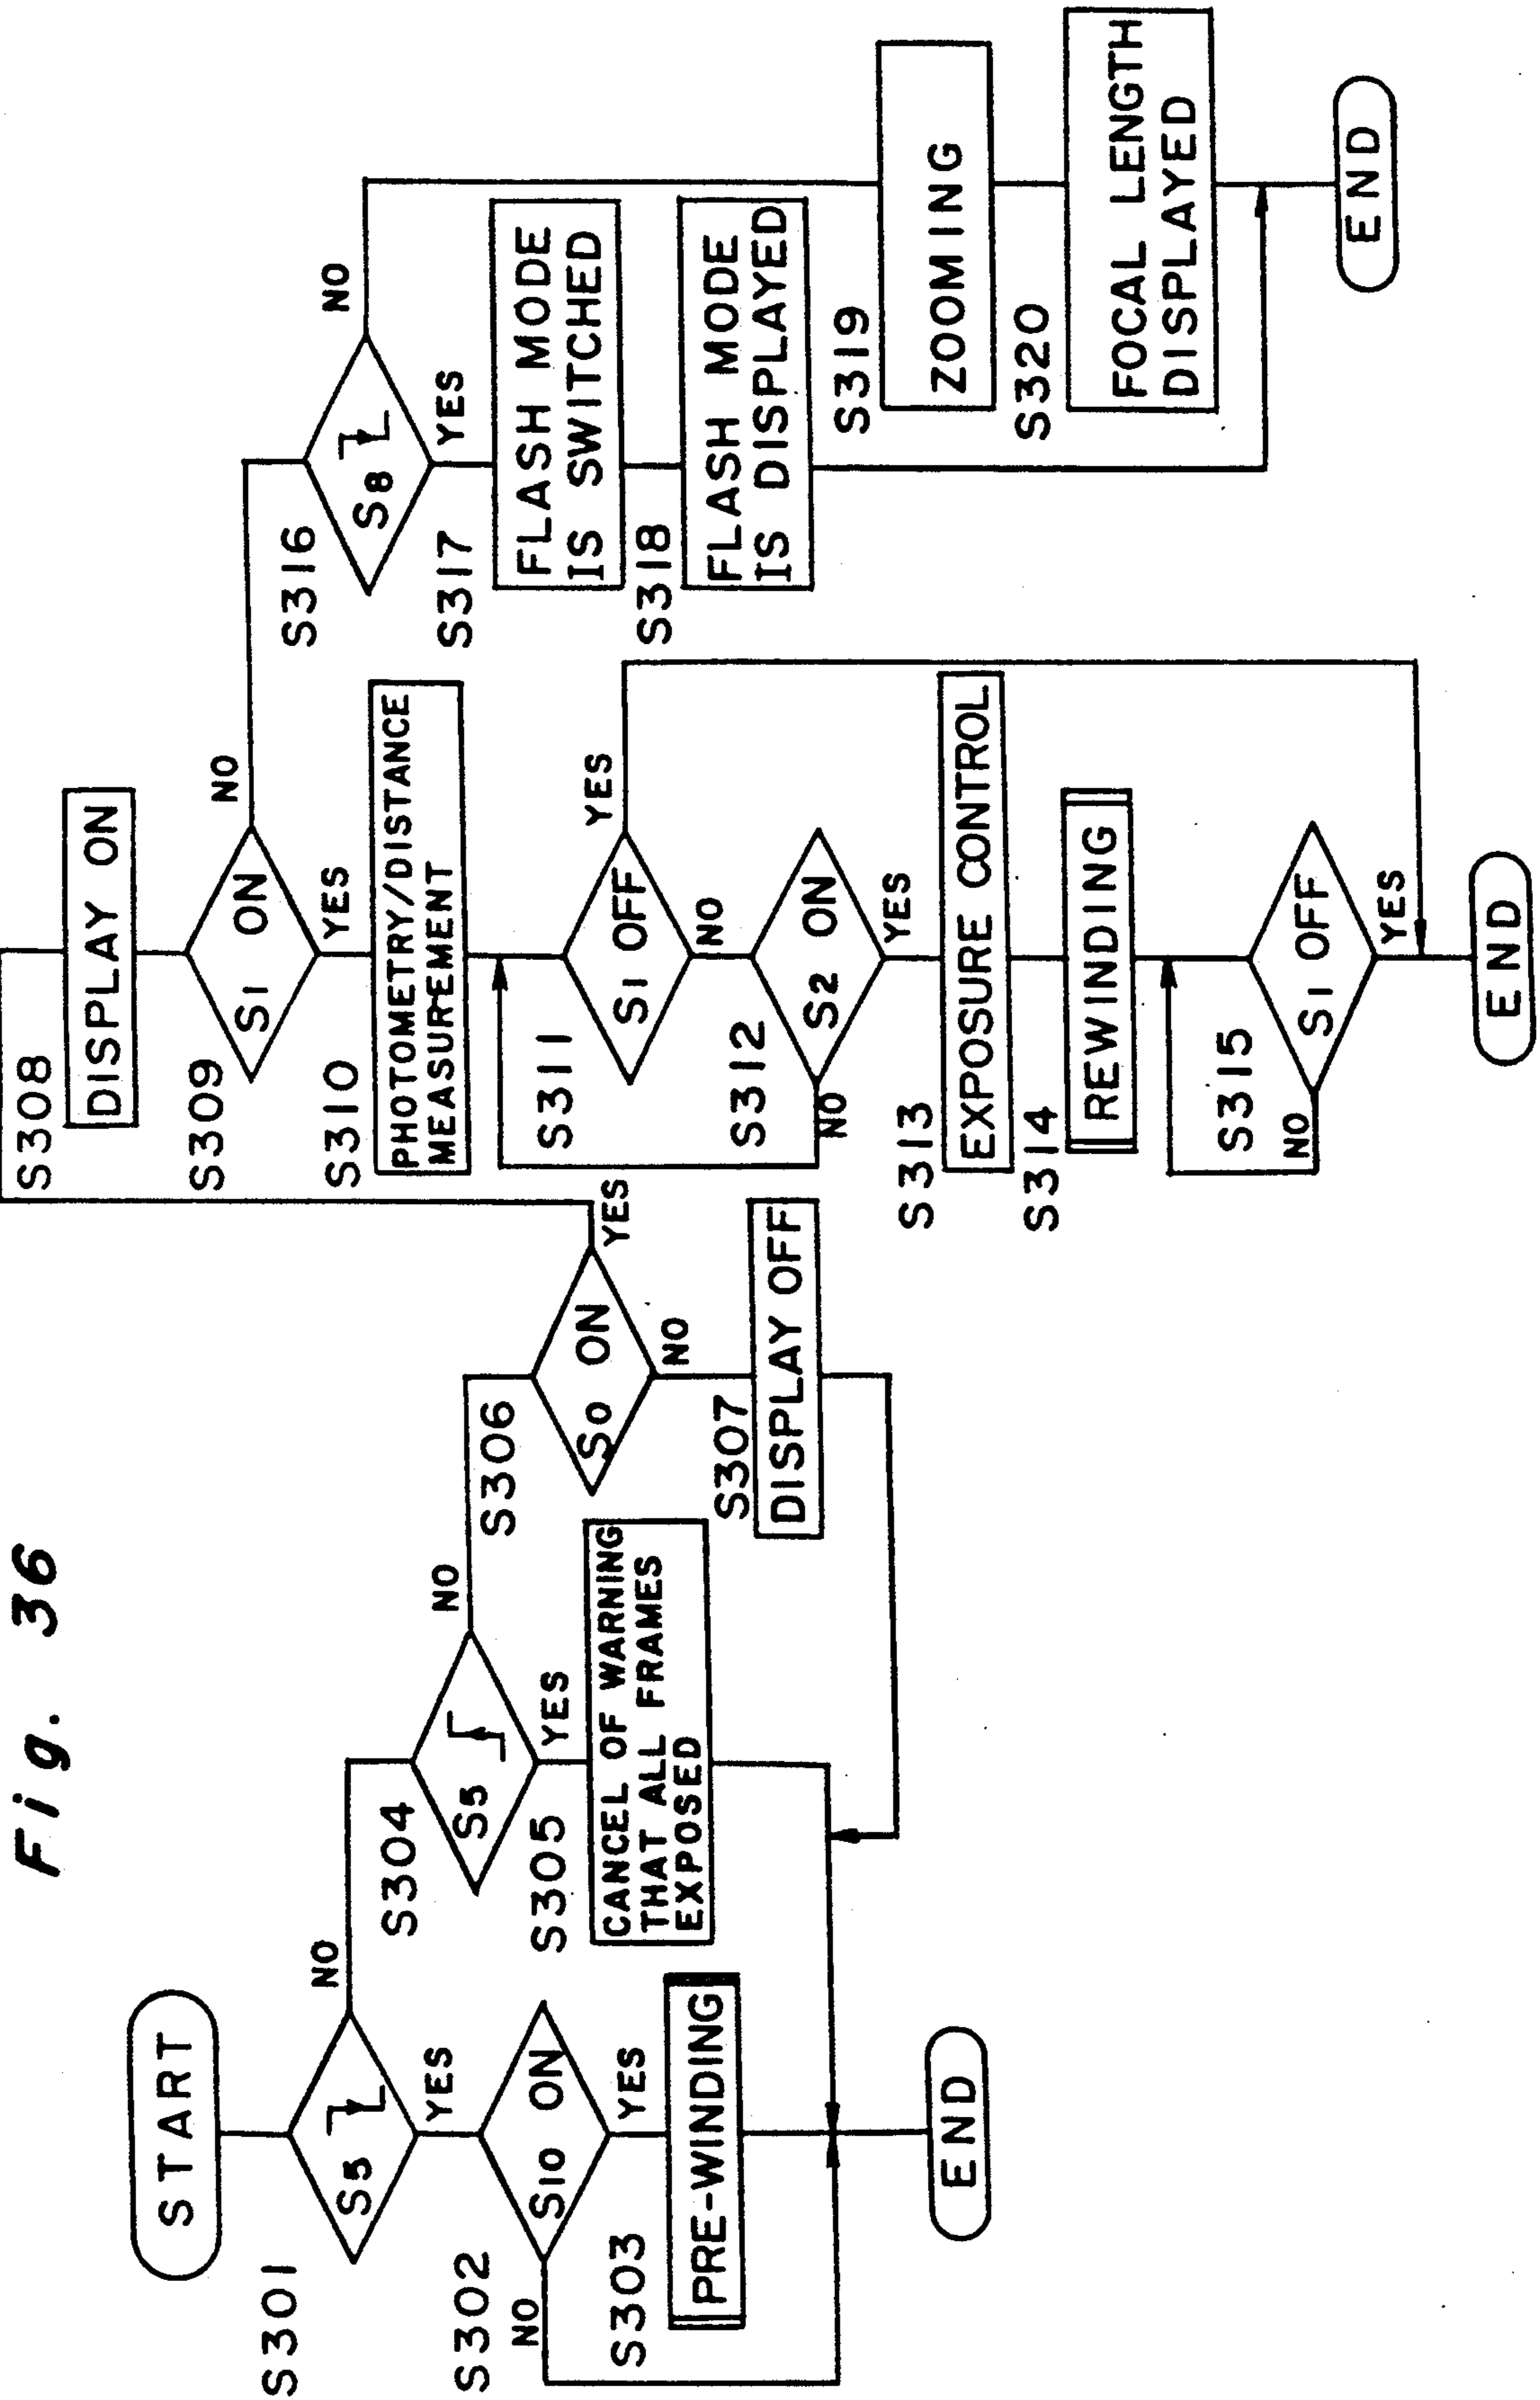 Fig. 36
START
S301
S5
NO
YES
S302
S10 ON
NO
YES
S303
PRE-WINDING
END
S304
S5
NO
YES
S305
CANCEL OF WARNING
THAT ALL FRAMES
EXPOSED
S306
S0 ON
YES
NO
S307
DISPLAY OFF
S308
DISPLAY ON
S309
S1 ON
NO
YES
S310
PHOTOMETRY/DISTANCE
MEASUREMENT
S311
S1 OFF
YES
NO
S312
S2 ON
NO
YES
S313
EXPOSURE CONTROL
S314
REWINDING
S315
S1 OFF
NO
YES
END
S316
S8
NO
YES
S317
FLASH MODE
IS SWITCHED
S318
FLASH MODE
IS DISPLAYED
S319
ZOOMING
S320
FOCAL LENGTH
DISPLAYED
END